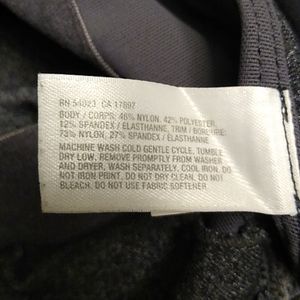 RN 54023 CA 17897
BODY / CORPS: 46% NYLON, 42% POLYESTER,
12% SPANDEX / ELASTHANNE, TRIM / BORDURE:
73% NYLON, 27% SPANDEX / ELASTHANNE
MACHINE WASH COLD GENTLE CYCLE, TUMBLE
DRY LOW, REMOVE PROMPTLY FROM WASHER
AND DRYER, WASH SEPARATELY, COOL IRON, DO
NOT IRON PRINT, DO NOT DRY CLEAN, DO NOT
BLEACH. DO NOT USE FABRIC SOFTENER